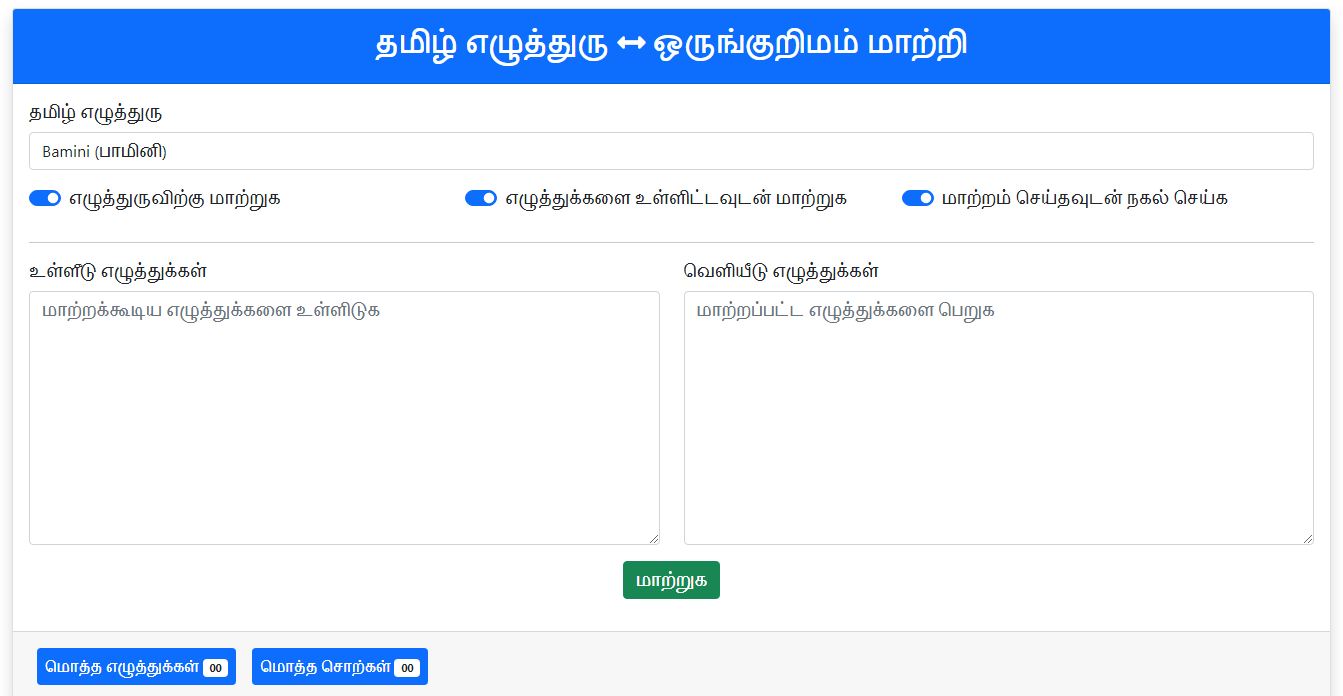 தமிழ் எழுத்துரு ↔ ஒருங்குறிமம் மாற்றி
தமிழ் எழுத்துரு
Bamini (பாமினி)
எழுத்துருவிற்கு மாற்றுக
எழுத்துக்களை உள்ளிட்டவுடன் மாற்றுக
மாற்றம் செய்தவுடன் நகல் செய்க
உள்ளீடு எழுத்துக்கள்
மாற்றக்கூடிய எழுத்துக்களை உள்ளிடுக
வெளியீடு எழுத்துக்கள்
மாற்றப்பட்ட எழுத்துக்களை பெறுக
மாற்றுக
மொத்த எழுத்துக்கள் 00
மொத்த சொற்கள் 00